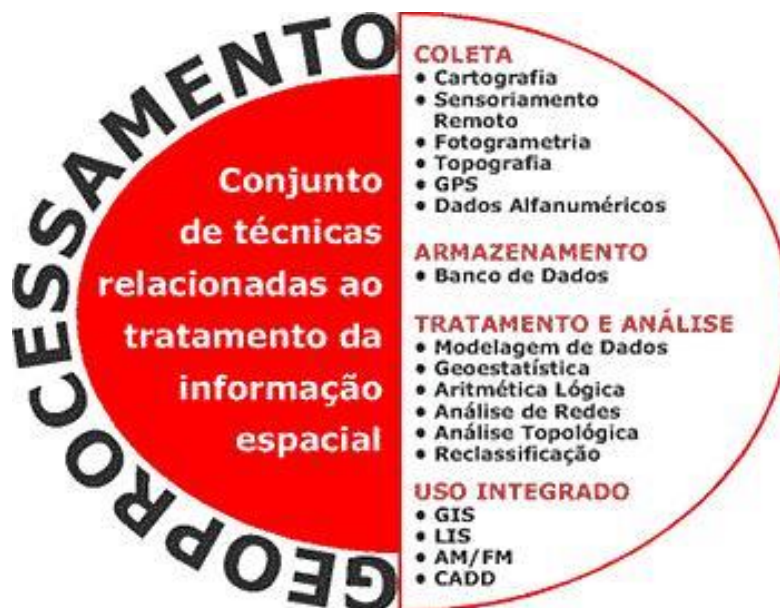 GEOPROCESSAMENTO
Conjunto
de técnicas
relacionadas ao
tratamento da
informação
espacial
COLETA
• Cartografia
• Sensoriamento
Remoto
• Fotogrametria
• Topografia
• GPS
• Dados Alfanuméricos
ARMAZENAMENTO
• Banco de Dados
TRATAMENTO E ANÁLISE
• Modelagem de Dados
• Geoestatística
• Aritmética Lógica
• Análise de Redes
• Análise Topológica
• Reclassificação
USO INTEGRADO
• GIS
• LIS
• AM/FM
• CADD